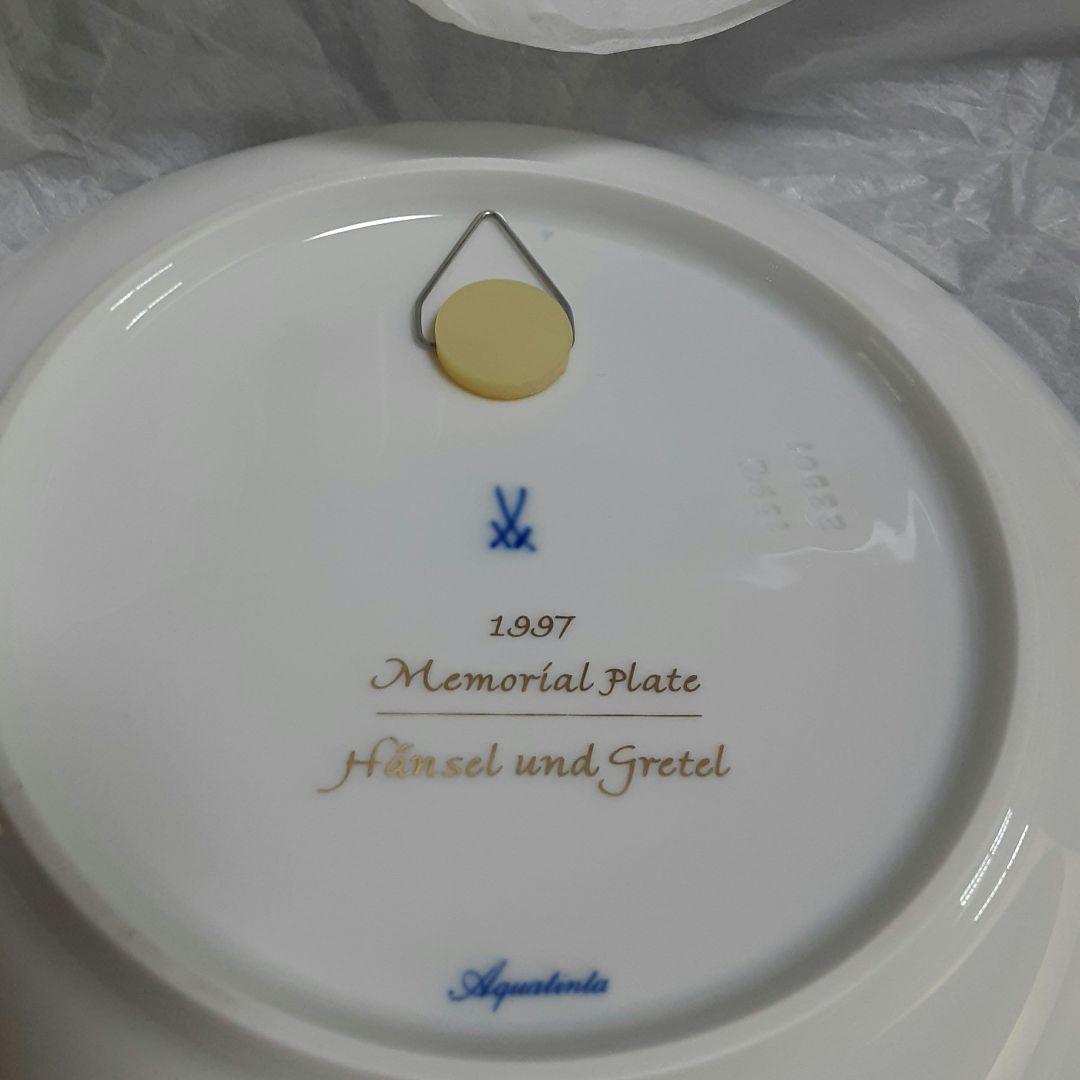 1997
Memorial Plate
Hänsel und Gretel
Aquatinta